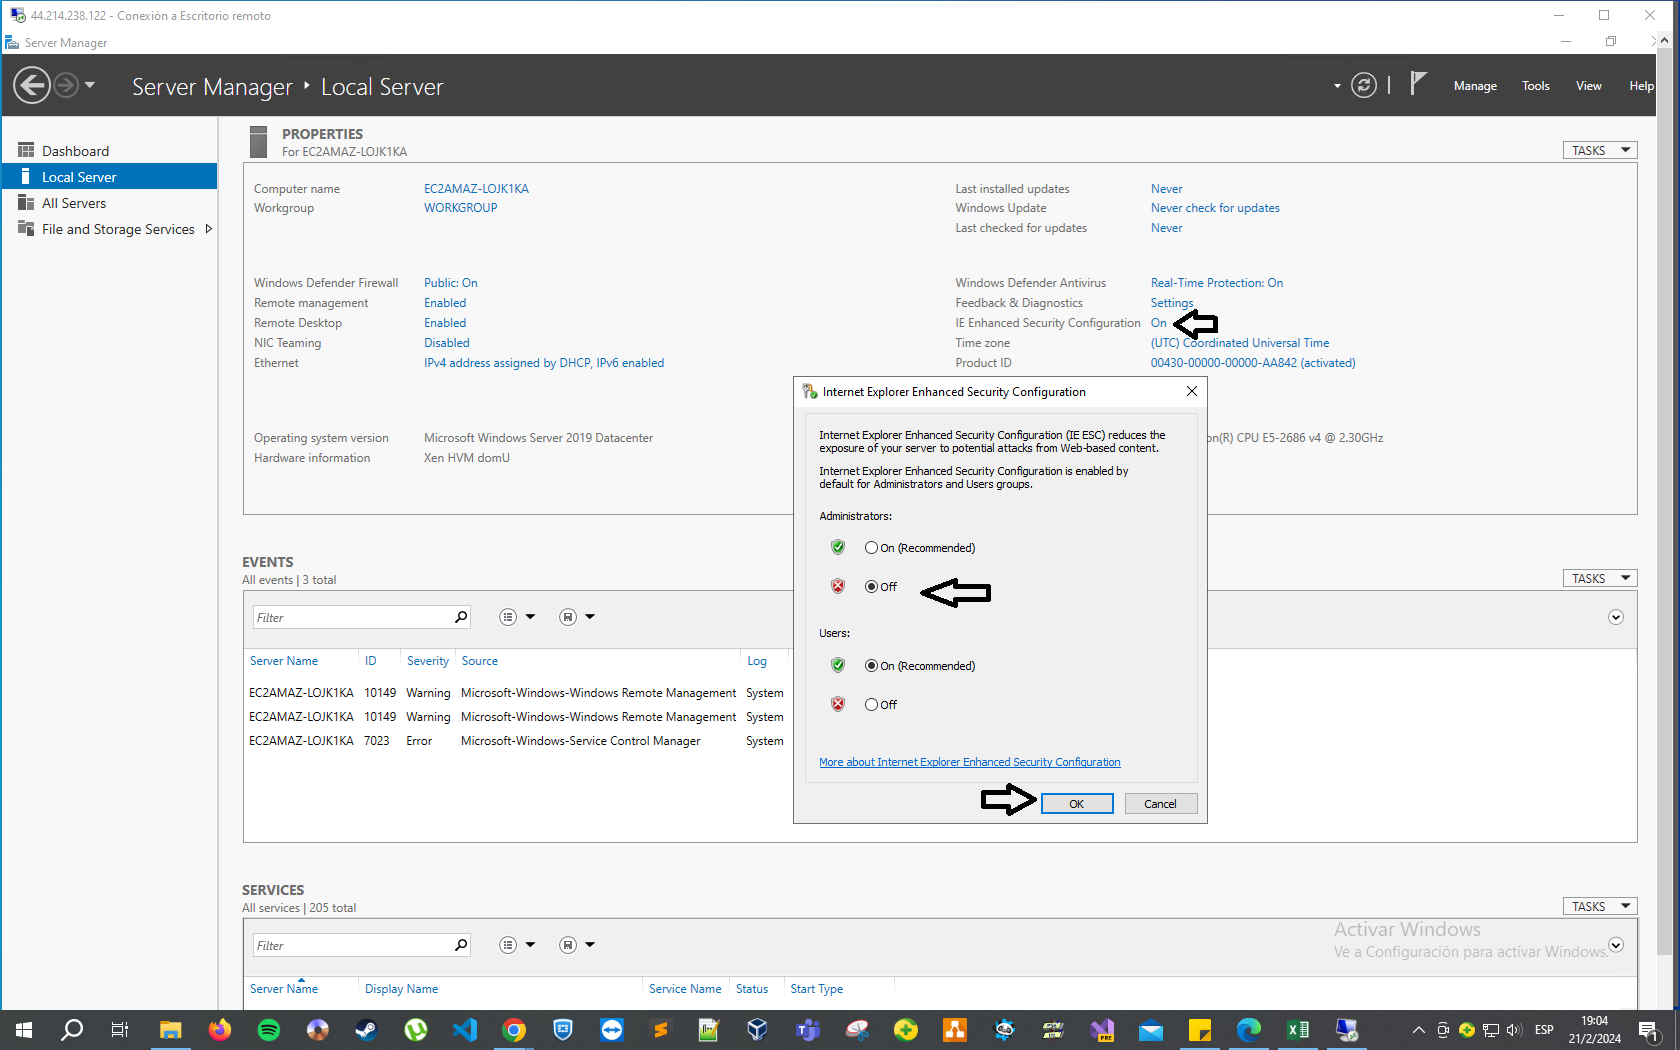 44.214.238.122 - Conexión a Escritorio remoto
Server Manager
Server Manager ‣ Local Server
Manage Tools View Help
Dashboard
Local Server
All Servers
File and Storage Services
PROPERTIES
For EC2AMAZ-LOJK1KA
TASKS
Computer name EC2AMAZ-LOJK1KA
Workgroup WORKGROUP
Last installed updates Never
Windows Update Never check for updates
Last checked for updates Never
Windows Defender Firewall Public: On
Remote management Enabled
Remote Desktop Enabled
NIC Teaming Disabled
Ethernet IPv4 address assigned by DHCP, IPv6 enabled
Windows Defender Antivirus Real-Time Protection: On
Feedback & Diagnostics Settings
IE Enhanced Security Configuration On
Time zone (UTC) Coordinated Universal Time
Product ID 00430-00000-00000-AA842 (activated)
Operating system version Microsoft Windows Server 2019 Datacenter
Hardware information Xen HVM domU
on(R) CPU E5-2686 v4 @ 2.30GHz
Internet Explorer Enhanced Security Configuration
Internet Explorer Enhanced Security Configuration (IE ESC) reduces the
exposure of your server to potential attacks from Web-based content.
Internet Explorer Enhanced Security Configuration is enabled by
default for Administrators and Users groups.
Administrators:
On (Recommended)
Off
Users:
On (Recommended)
Off
More about Internet Explorer Enhanced Security Configuration
OK Cancel
EVENTS
All events | 3 total
TASKS
Filter
Server Name ID Severity Source Log
EC2AMAZ-LOJK1KA 10149 Warning Microsoft-Windows-Windows Remote Management System
EC2AMAZ-LOJK1KA 10149 Warning Microsoft-Windows-Windows Remote Management System
EC2AMAZ-LOJK1KA 7023 Error Microsoft-Windows-Service Control Manager System
SERVICES
All services | 205 total
TASKS
Filter
Activar Windows
Ve a Configuración para activar Windows.
Server Name Display Name Service Name Status Start Type
PRE
ESP
19:04
21/2/2024
1